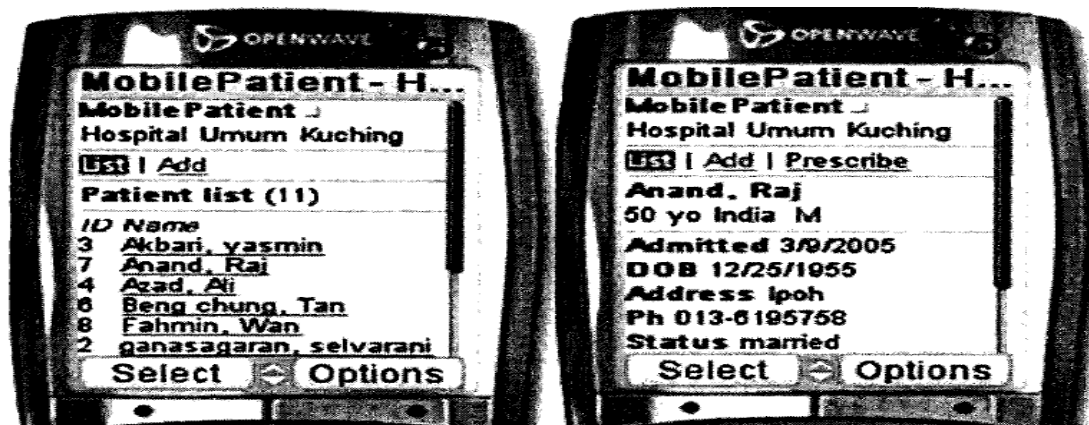 OPENWAVE
MobilePatient - H...
MobilePatient
Hospital Umum Kuching
List | Add
Patient list (11)
ID Name
3 Akbari, yasmin
7 Anand, Raj
4 Azad, Ali
6 Beng chung, Tan
8 Fahmin, Wan
2 ganasagaran, selvarani
Select Options
OPENWAVE
MobilePatient - H...
MobilePatient
Hospital Umum Kuching
List | Add | Prescribe
Anand, Raj
50 yo India M
Admitted 3/9/2005
DOB 12/25/1955
Address Ipoh
Ph 013-6195758
Status married
Select Options